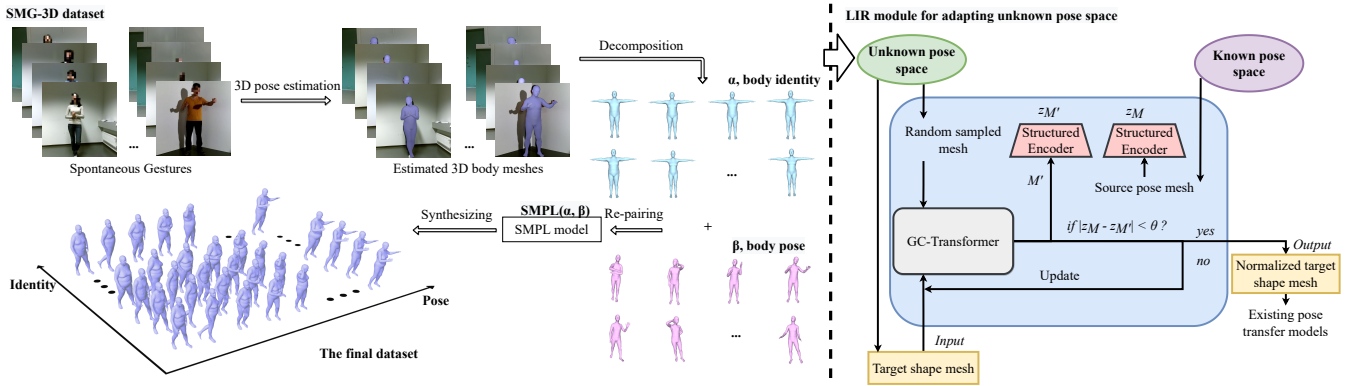 SMG-3D dataset
3D pose estimation
...
Spontaneous Gestures
...
Estimated 3D body meshes
Decomposition
α, body identity
...
+
β, body pose
...
Re-pairing
SMPL(α, β)
SMPL model
Synthesizing
Identity
Pose
The final dataset
LIR module for adapting unknown pose space
Unknown pose
space
Known pose
space
Random sampled
mesh
zM'
Structured
Encoder
zM
Structured
Encoder
Source pose mesh
M'
GC-Transformer
if |zM - zM'| < θ ?
yes
no
Update
Output
Normalized target
shape mesh
Existing pose
transfer models
Input
Target shape mesh